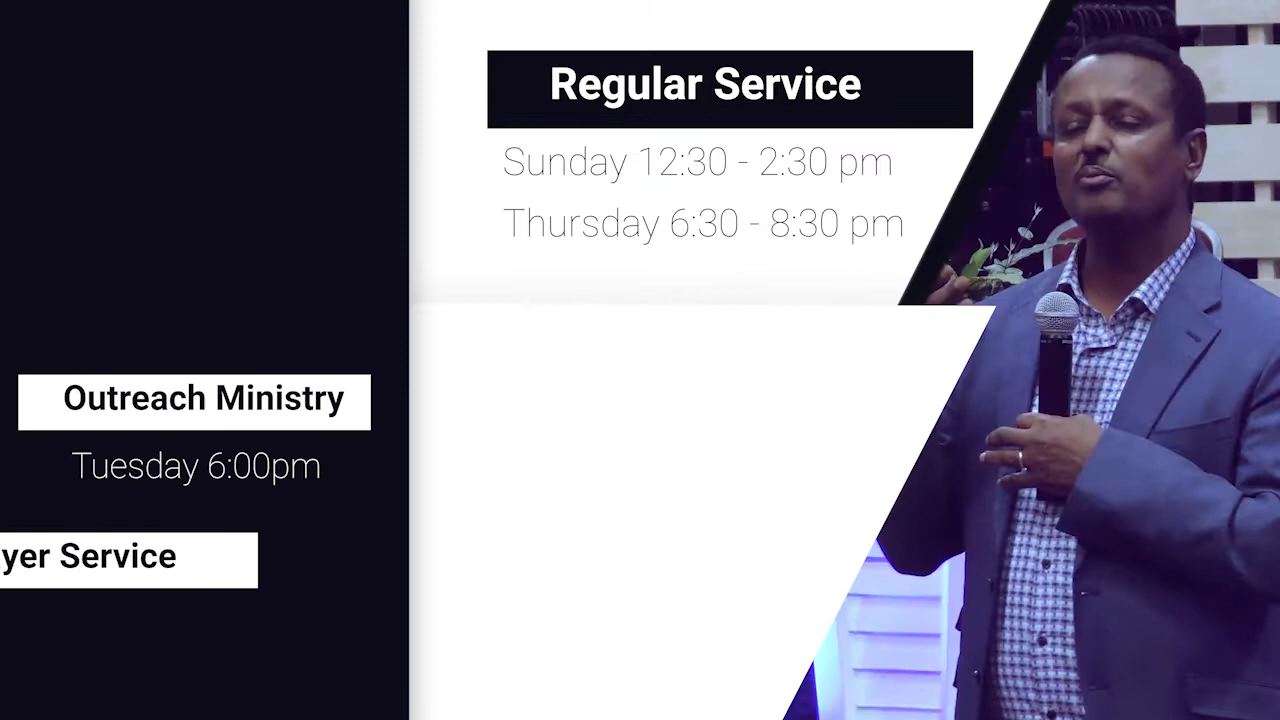 Regular Service
Sunday 12:30 - 2:30 pm
Thursday 6:30 - 8:30 pm
Outreach Ministry
Tuesday 6:00pm
Service